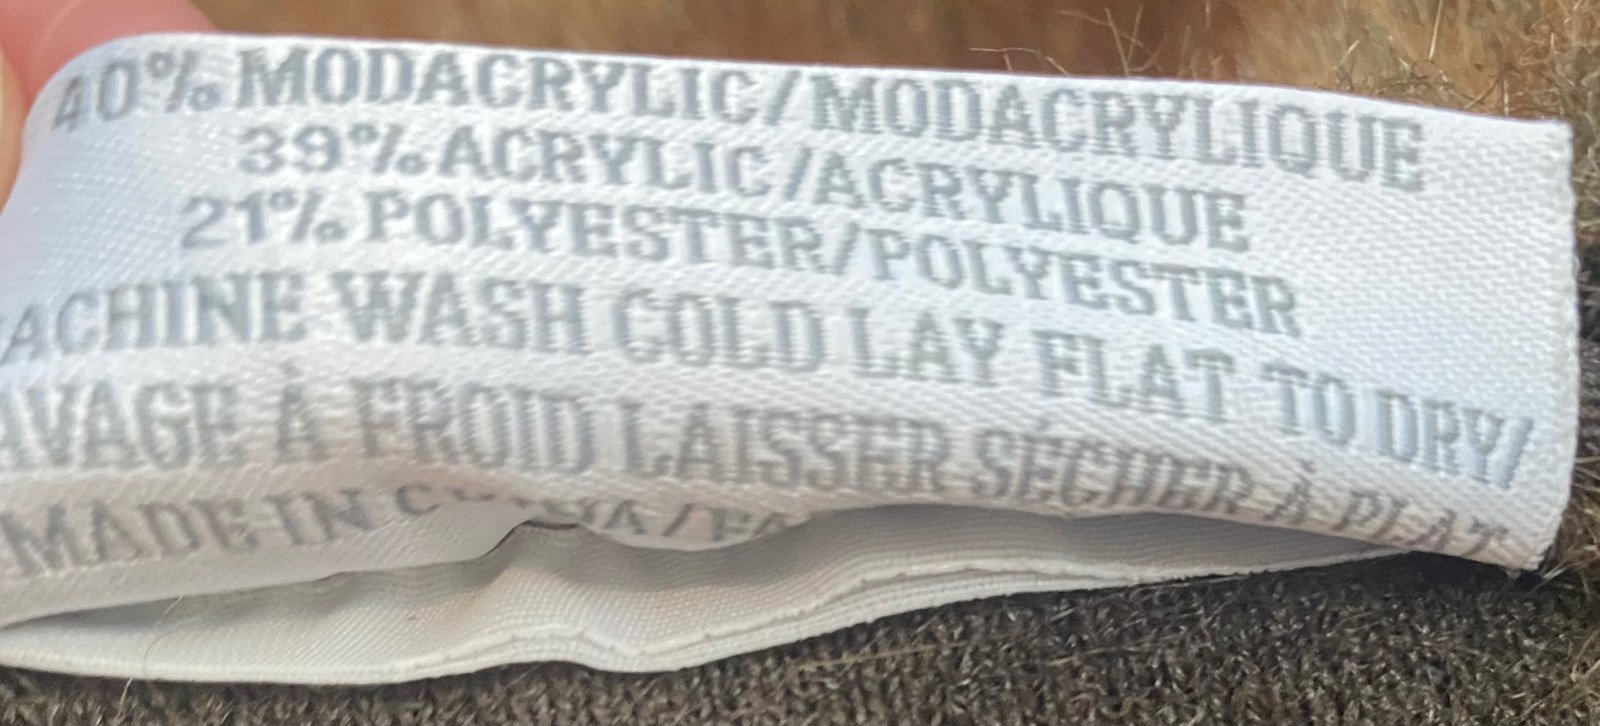 40% MODACRYLIC/MODACRYLIQUE
39% ACRYLIC/ACRYLIQUE
21% POLYESTER/POLYESTER
ACHINE WASH COLD LAY FLAT TO DRY/
AVAGE À FROID LAISSER SÉCHER À PLAT
MADE IN